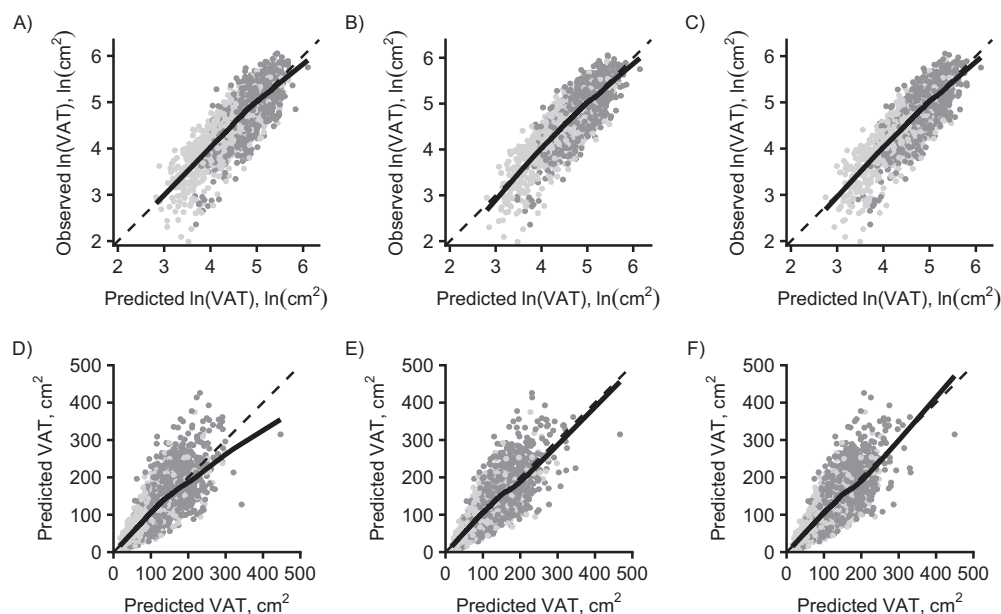 A)
B)
C)
Observed ln(VAT), ln(cm²)
6
5
4
3
2
2 3 4 5 6
Predicted ln(VAT), ln(cm²)
Observed ln(VAT), ln(cm²)
6
5
4
3
2
2 3 4 5 6
Predicted ln(VAT), ln(cm²)
Observed ln(VAT), ln(cm²)
6
5
4
3
2
2 3 4 5 6
Predicted ln(VAT), ln(cm²)
D)
E)
F)
Predicted VAT, cm²
500
400
300
200
100
0
0 100 200 300 400 500
Predicted VAT, cm²
Predicted VAT, cm²
500
400
300
200
100
0
0 100 200 300 400 500
Predicted VAT, cm²
Predicted VAT, cm²
500
400
300
200
100
0
0 100 200 300 400 500
Predicted VAT, cm²